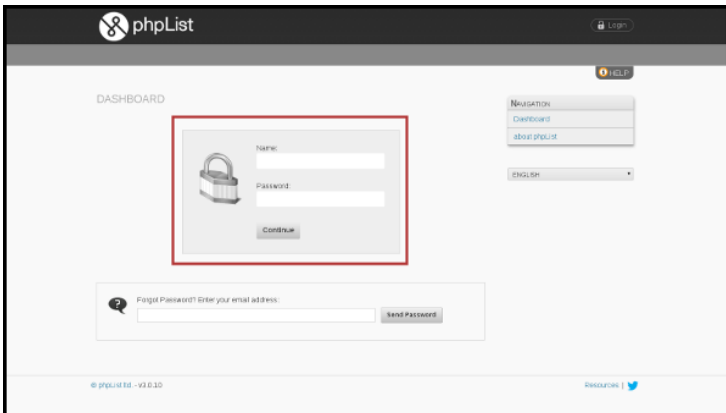 phpList
Login
HELP
DASHBOARD
NAVIGATION
Dashboard
about phpList
Name:
Password:
Continue
ENGLISH
Forgot Password? Enter your email address:
Send Password
© phpList ltd. - v3.0.10
Resources |